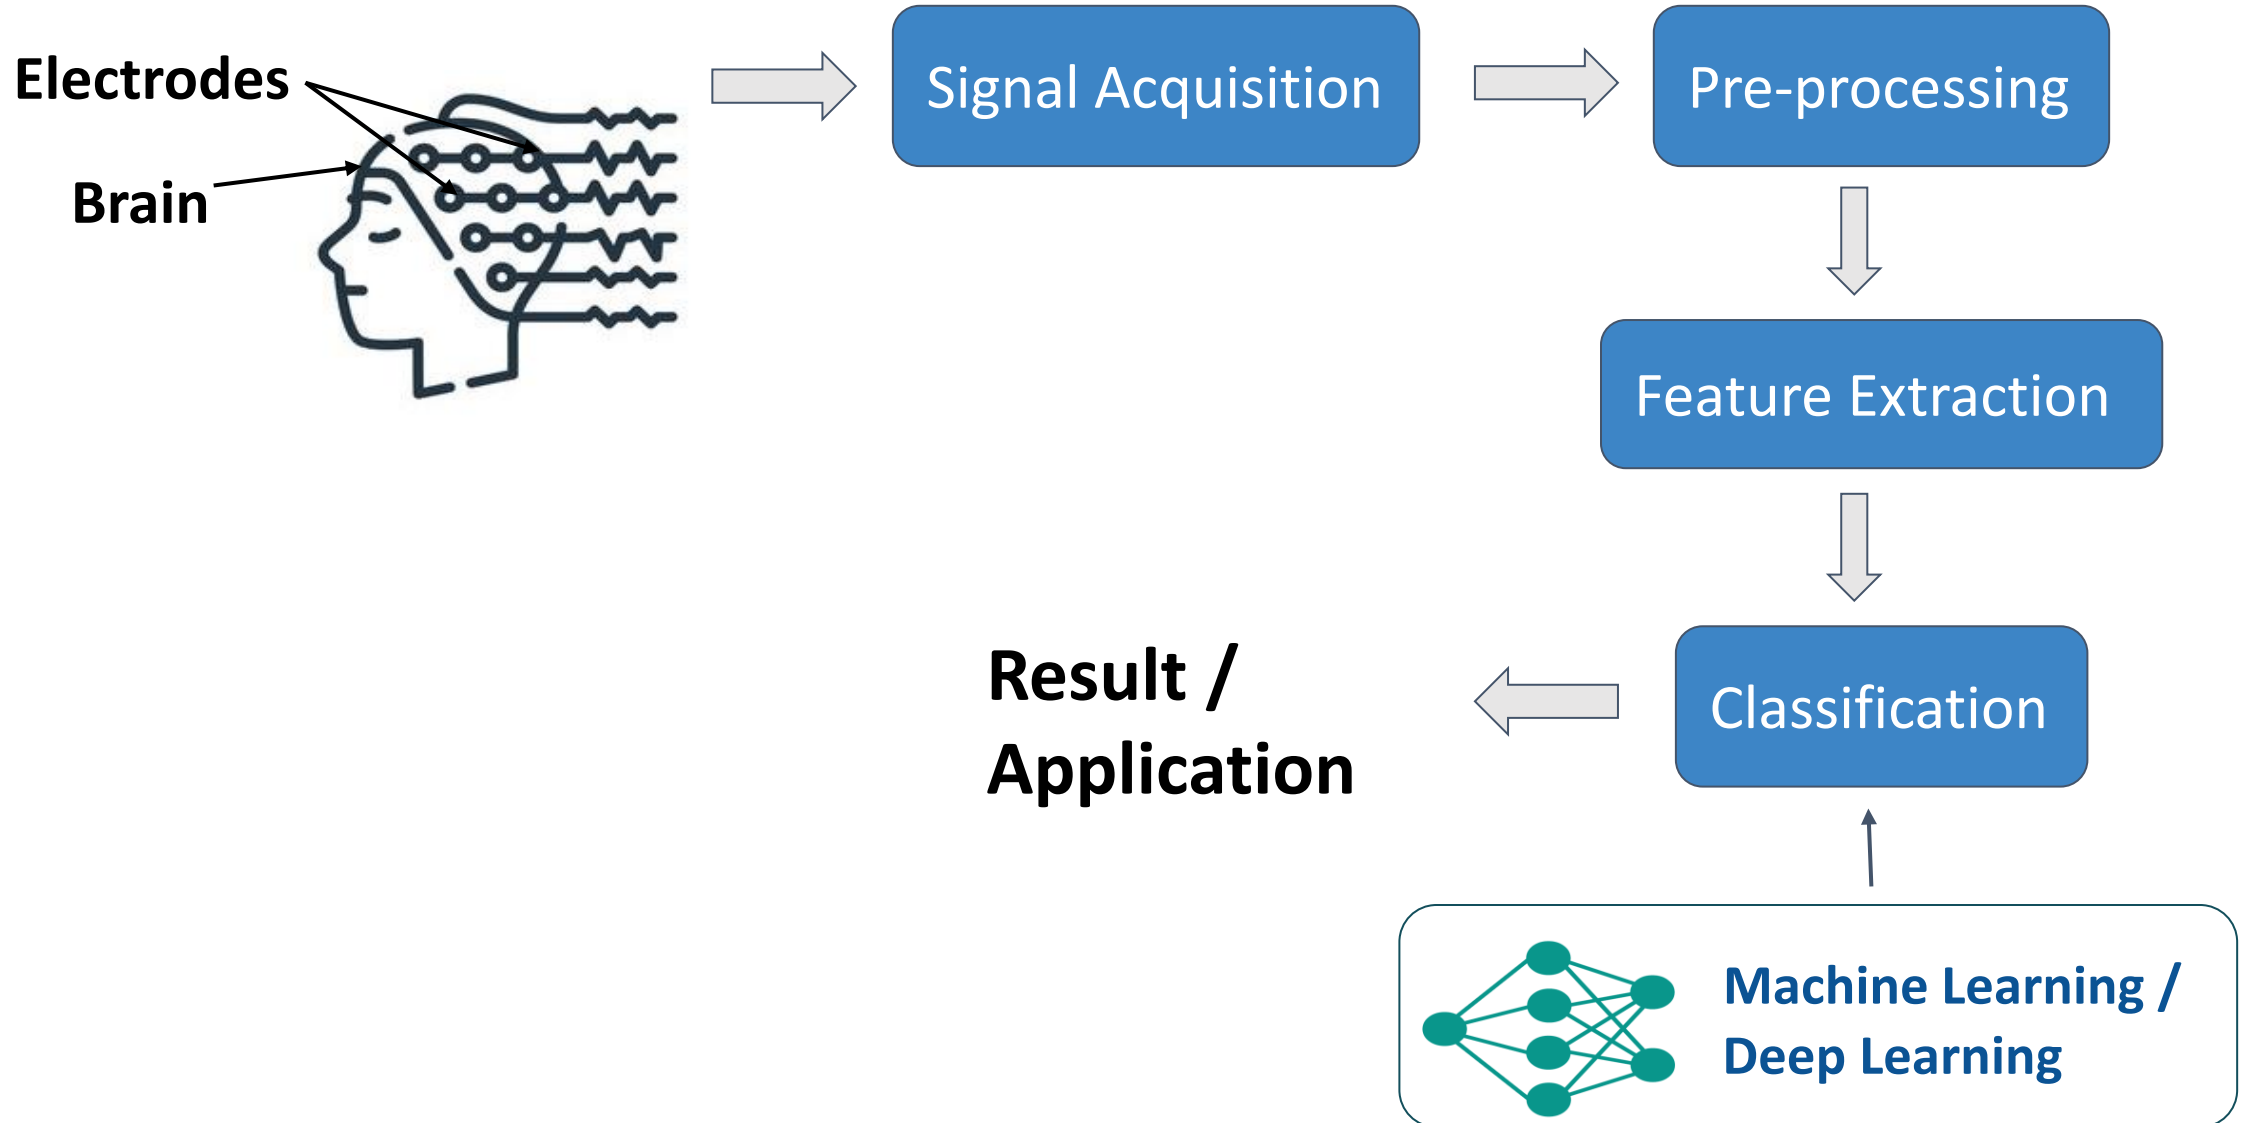 Electrodes
Brain
Signal Acquisition
Pre-processing
Feature Extraction
Classification
Result /
Application
Machine Learning /
Deep Learning